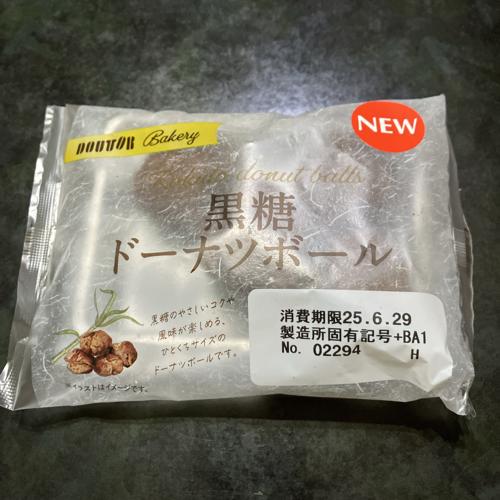 DOUTOR Bakery
NEW
Kokuto donut balls
黒糖
ドーナツボール
黒糖のやさしいコクや
風味が楽しめる、
ひとくちサイズの
ドーナツボールです。
※イラストはイメージです。
消費期限25.6.29
製造所固有記号+BA1
No. 02294 H